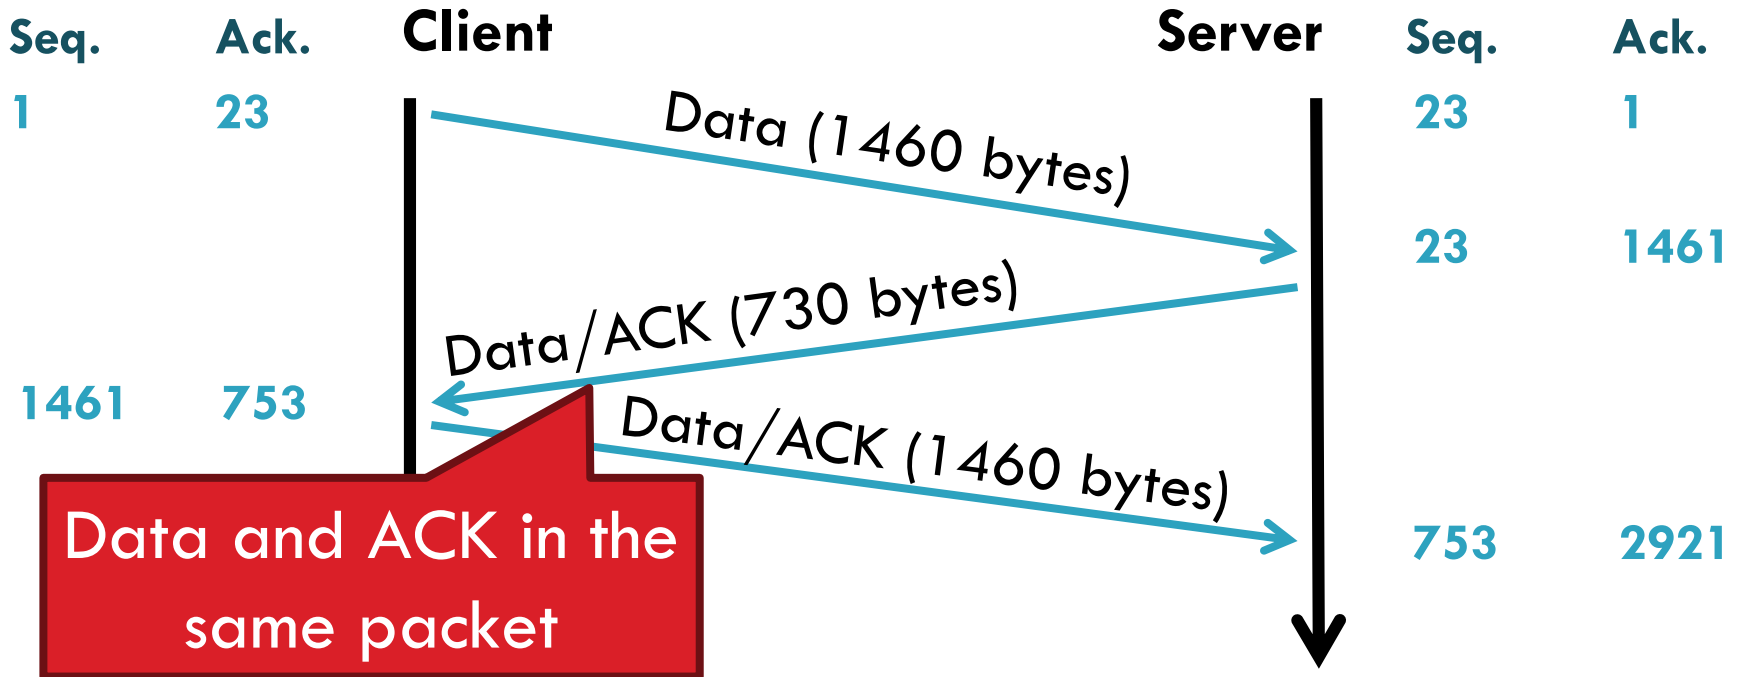 Seq. Ack. Client Server Seq. Ack.
1 23 23 1
Data (1460 bytes)
23 1461
Data/ACK (730 bytes)
1461 753
Data/ACK (1460 bytes)
753 2921
Data and ACK in the
same packet